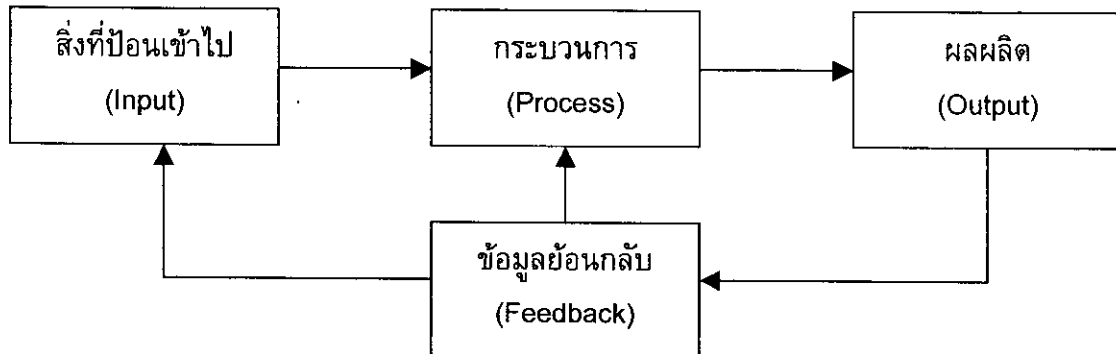 สิ่งที่ป้อนเข้าไป
(Input)
กระบวนการ
(Process)
ผลผลิต
(Output)
ข้อมูลย้อนกลับ
(Feedback)